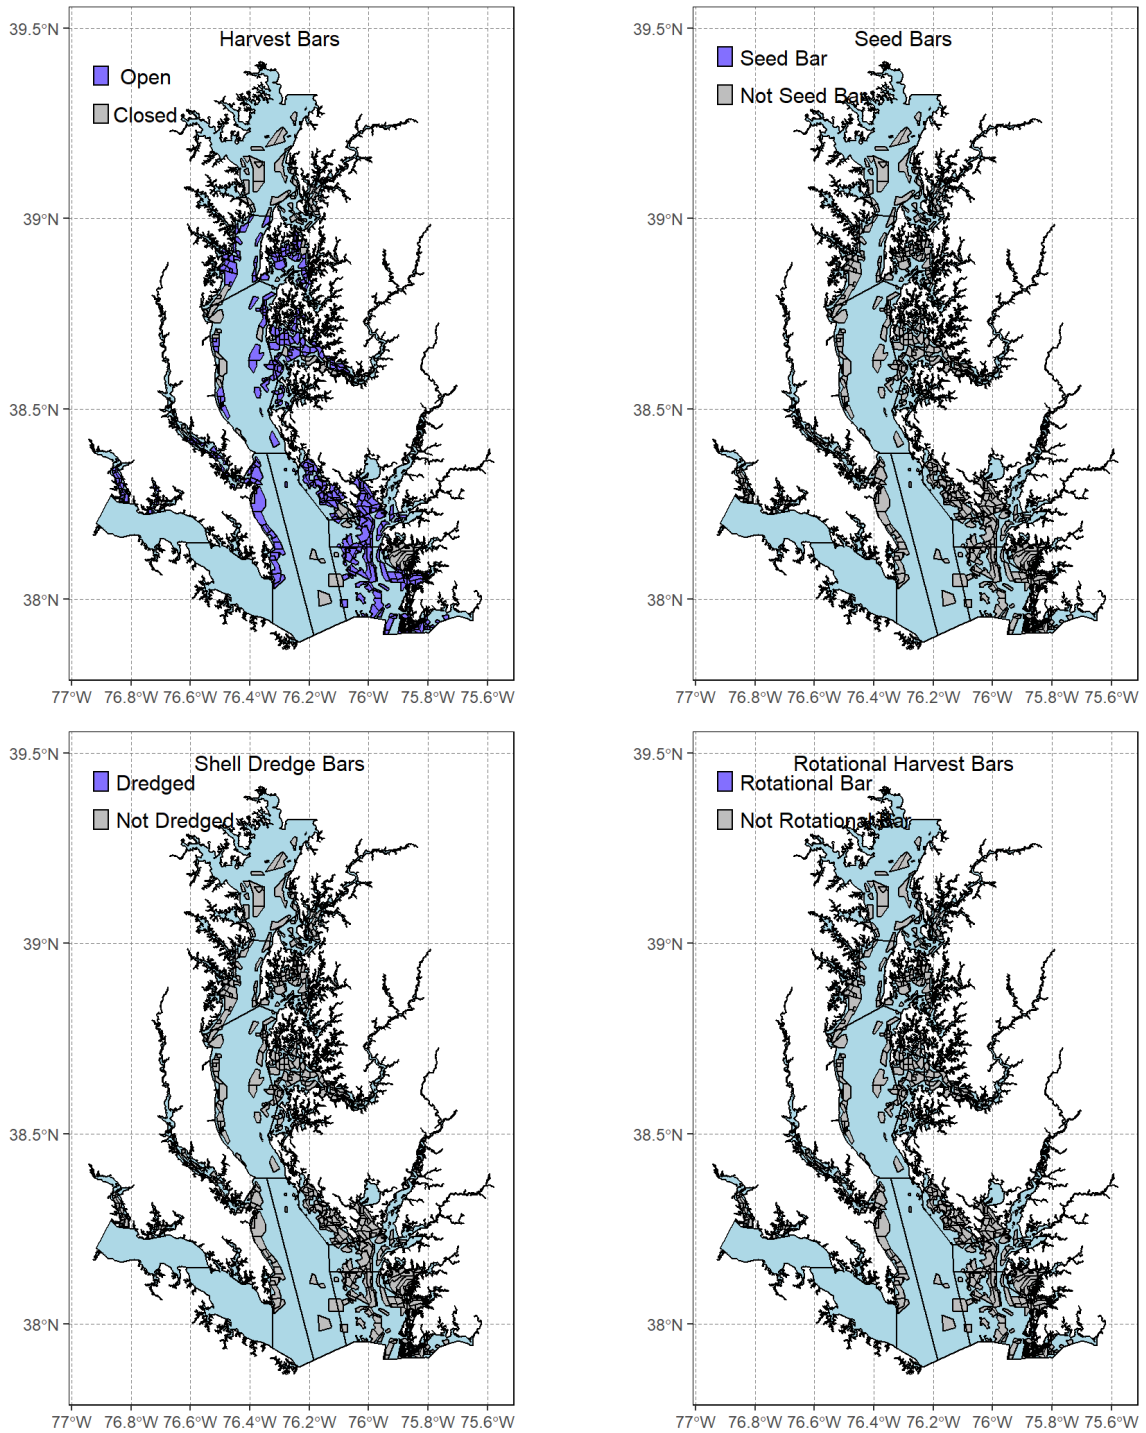 Harvest Bars
Open
Closed
39.5°N
39°N
38.5°N
38°N
77°W 76.8°W 76.6°W 76.4°W 76.2°W 76°W 75.8°W 75.6°W
Seed Bars
Seed Bar
Not Seed Bar
39.5°N
39°N
38.5°N
38°N
77°W 76.8°W 76.6°W 76.4°W 76.2°W 76°W 75.8°W 75.6°W
Shell Dredge Bars
Dredged
Not Dredged
39.5°N
39°N
38.5°N
38°N
77°W 76.8°W 76.6°W 76.4°W 76.2°W 76°W 75.8°W 75.6°W
Rotational Harvest Bars
Rotational Bar
Not Rotational Bar
39.5°N
39°N
38.5°N
38°N
77°W 76.8°W 76.6°W 76.4°W 76.2°W 76°W 75.8°W 75.6°W